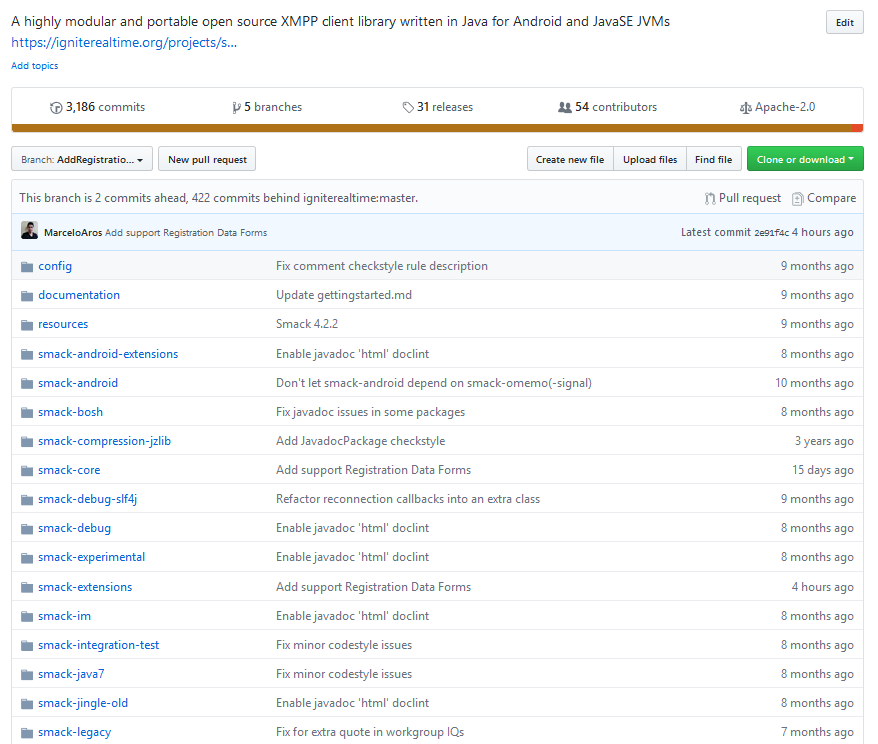 A highly modular and portable open source XMPP client library written in Java for Android and JavaSE JVMs Edit
https://igniterealtime.org/projects/s...
Add topics
3,186 commits 5 branches 31 releases 54 contributors Apache-2.0
Branch: AddRegistratio... New pull request Create new file Upload files Find file Clone or download
This branch is 2 commits ahead, 422 commits behind igniterealtime:master. Pull request Compare
MarceloAros Add support Registration Data Forms Latest commit 2e91f4c 4 hours ago
config Fix comment checkstyle rule description 9 months ago
documentation Update gettingstarted.md 9 months ago
resources Smack 4.2.2 9 months ago
smack-android-extensions Enable javadoc 'html' doclint 8 months ago
smack-android Don't let smack-android depend on smack-omemo(-signal) 10 months ago
smack-bosh Fix javadoc issues in some packages 8 months ago
smack-compression-jzlib Add JavadocPackage checkstyle 3 years ago
smack-core Add support Registration Data Forms 15 days ago
smack-debug-slf4j Refactor reconnection callbacks into an extra class 9 months ago
smack-debug Enable javadoc 'html' doclint 8 months ago
smack-experimental Enable javadoc 'html' doclint 8 months ago
smack-extensions Add support Registration Data Forms 4 hours ago
smack-im Enable javadoc 'html' doclint 8 months ago
smack-integration-test Fix minor codestyle issues 8 months ago
smack-java7 Fix minor codestyle issues 8 months ago
smack-jingle-old Enable javadoc 'html' doclint 8 months ago
smack-legacy Fix for extra quote in workgroup IQs 7 months ago